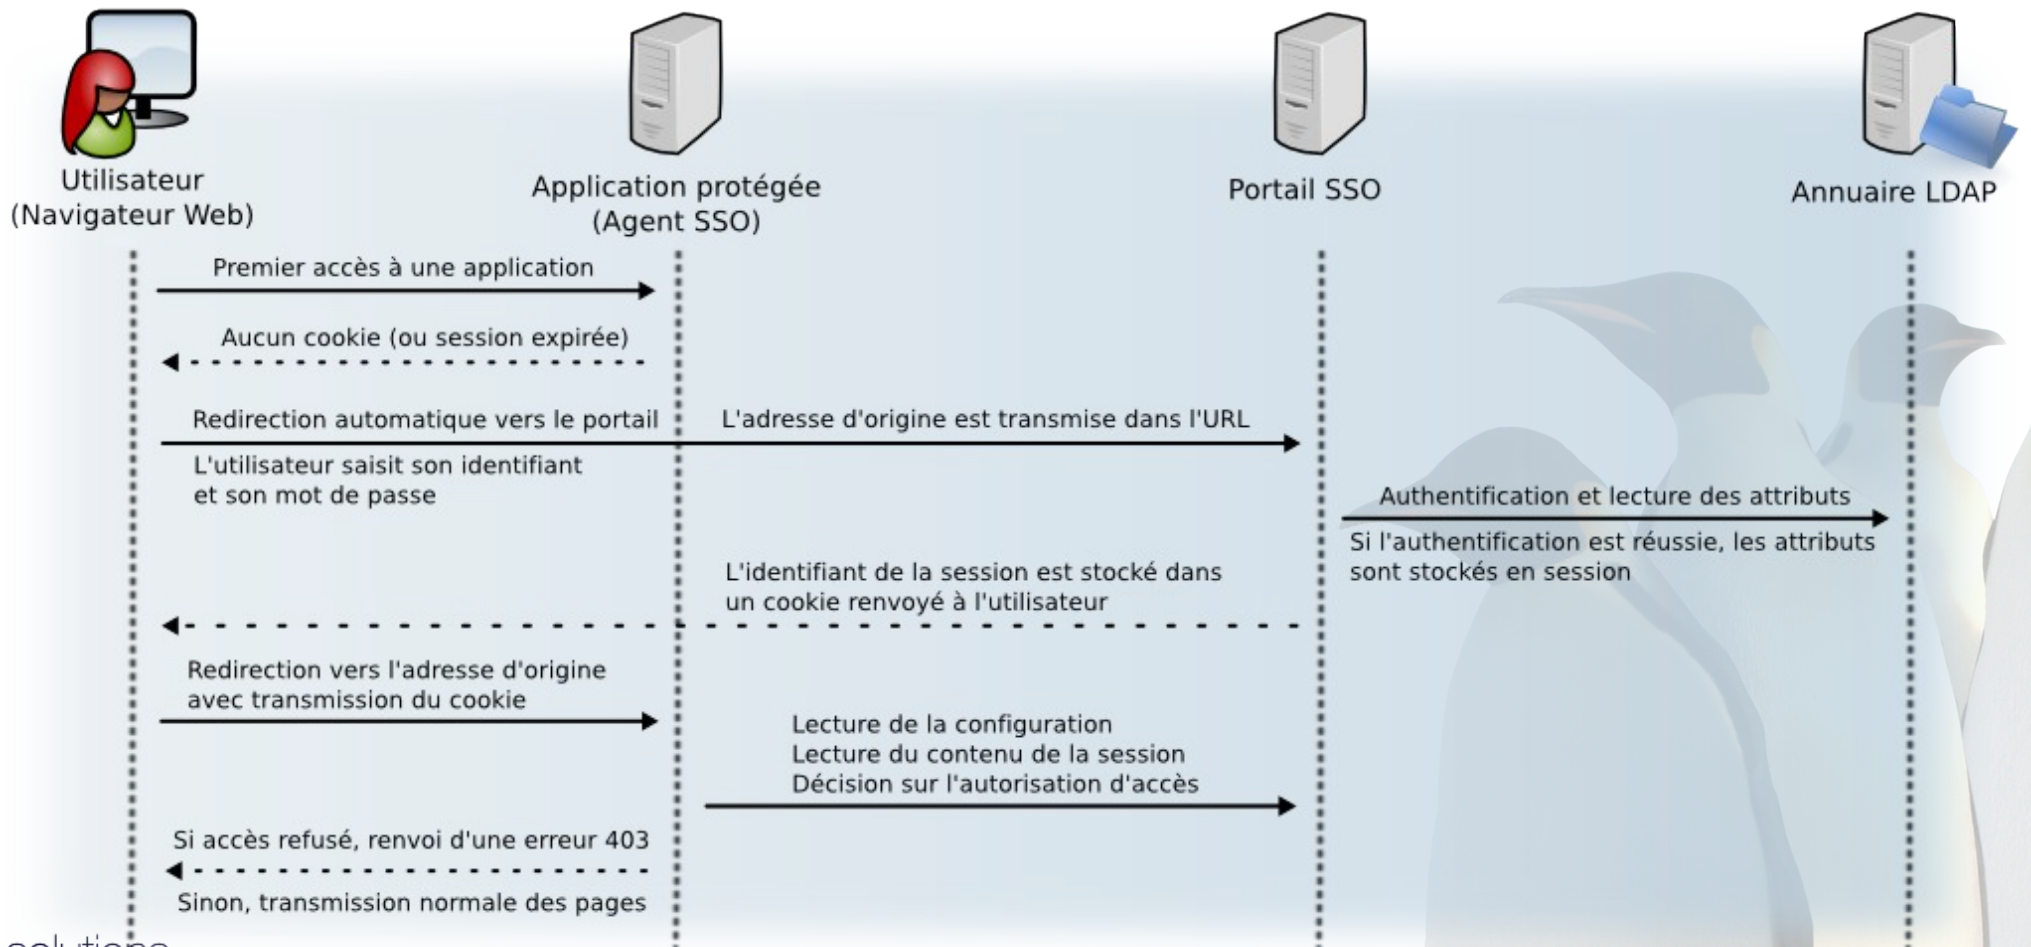 Utilisateur
(Navigateur Web)
Application protégée
(Agent SSO)
Portail SSO
Annuaire LDAP
Premier accès à une application
Aucun cookie (ou session expirée)
Redirection automatique vers le portail
L'adresse d'origine est transmise dans l'URL
L'utilisateur saisit son identifiant
et son mot de passe
Authentification et lecture des attributs
Si l'authentification est réussie, les attributs
sont stockés en session
L'identifiant de la session est stocké dans
un cookie renvoyé à l'utilisateur
Redirection vers l'adresse d'origine
avec transmission du cookie
Lecture de la configuration
Lecture du contenu de la session
Décision sur l'autorisation d'accès
Si accès refusé, renvoi d'une erreur 403
Sinon, transmission normale des pages
solutions